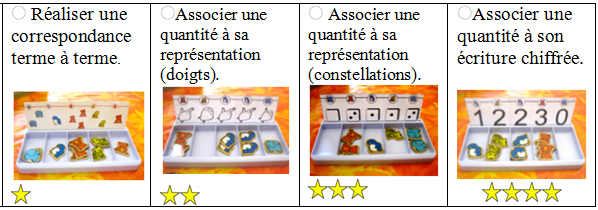 Réaliser une
correspondance
terme à terme.
Associer une
quantité à sa
représentation
(doigts).
Associer une
quantité à sa
représentation
(constellations).
Associer une
quantité à son
écriture chiffrée.
1 2 2 3 0